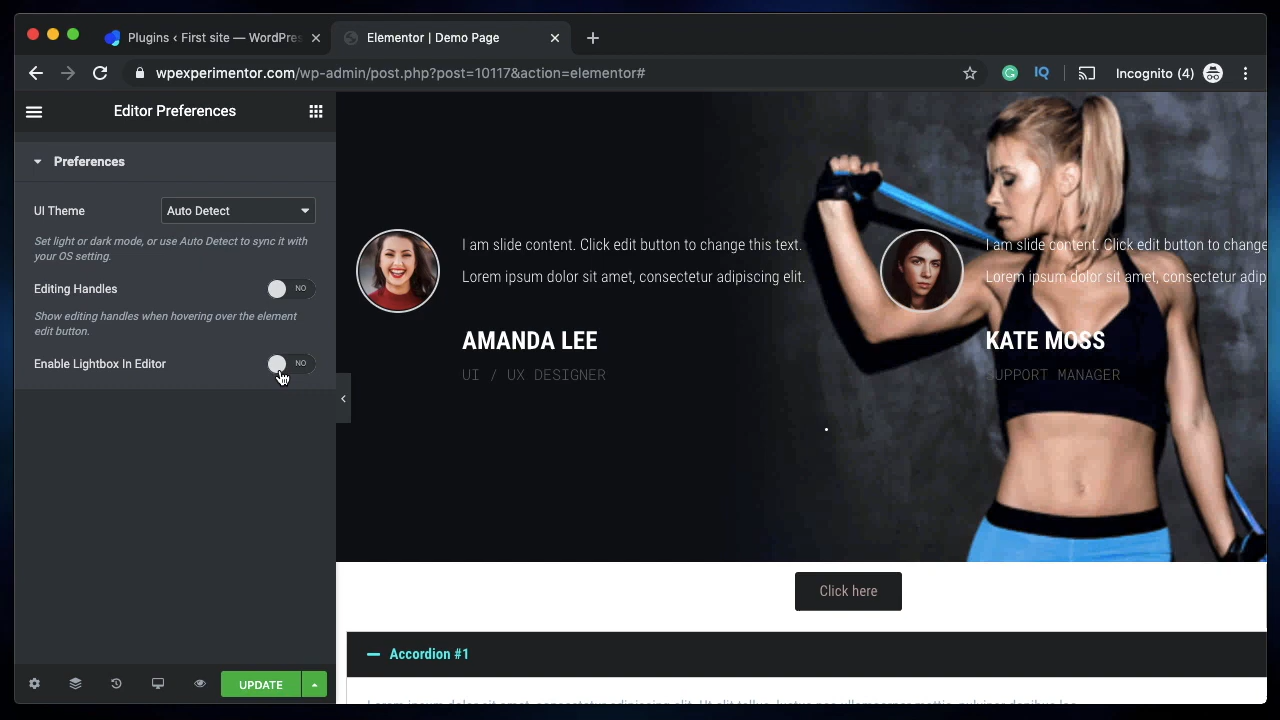 Plugins ‹ First site — WordPres
Elementor | Demo Page
wpexperimentor.com/wp-admin/post.php?post=10117&action=elementor#
IQ
Incognito (4)
Editor Preferences
Preferences
UI Theme
Auto Detect
Set light or dark mode, or use Auto Detect to sync it with
your OS setting.
Editing Handles
NO
Show editing handles when hovering over the element
edit button.
Enable Lightbox In Editor
NO
UPDATE
I am slide content. Click edit button to change this text.
Lorem ipsum dolor sit amet, consectetur adipiscing elit.
AMANDA LEE
UI / UX DESIGNER
I am slide content. Click edit button to change
Lorem ipsum dolor sit amet, consectetur adip
KATE MOSS
SUPPORT MANAGER
Click here
Accordion #1